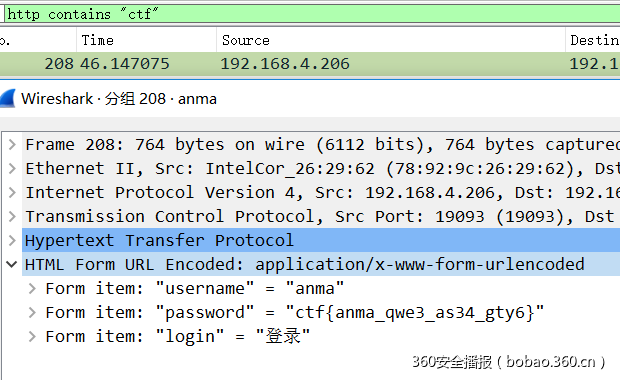 http contains "ctf"
o. Time Source Destin
208 46.147075 192.168.4.206 192.1
Wireshark · 分组 208 · anma
Frame 208: 764 bytes on wire (6112 bits), 764 bytes captured
Ethernet II, Src: IntelCor_26:29:62 (78:92:9c:26:29:62), Dst
Internet Protocol Version 4, Src: 192.168.4.206, Dst: 192.16
Transmission Control Protocol, Src Port: 19093 (19093), Dst
Hypertext Transfer Protocol
HTML Form URL Encoded: application/x-www-form-urlencoded
Form item: "username" = "anma"
Form item: "password" = "ctf{anma_qwe3_as34_gty6}"
Form item: "login" = "登录"
360安全播报（bobao.360.cn）